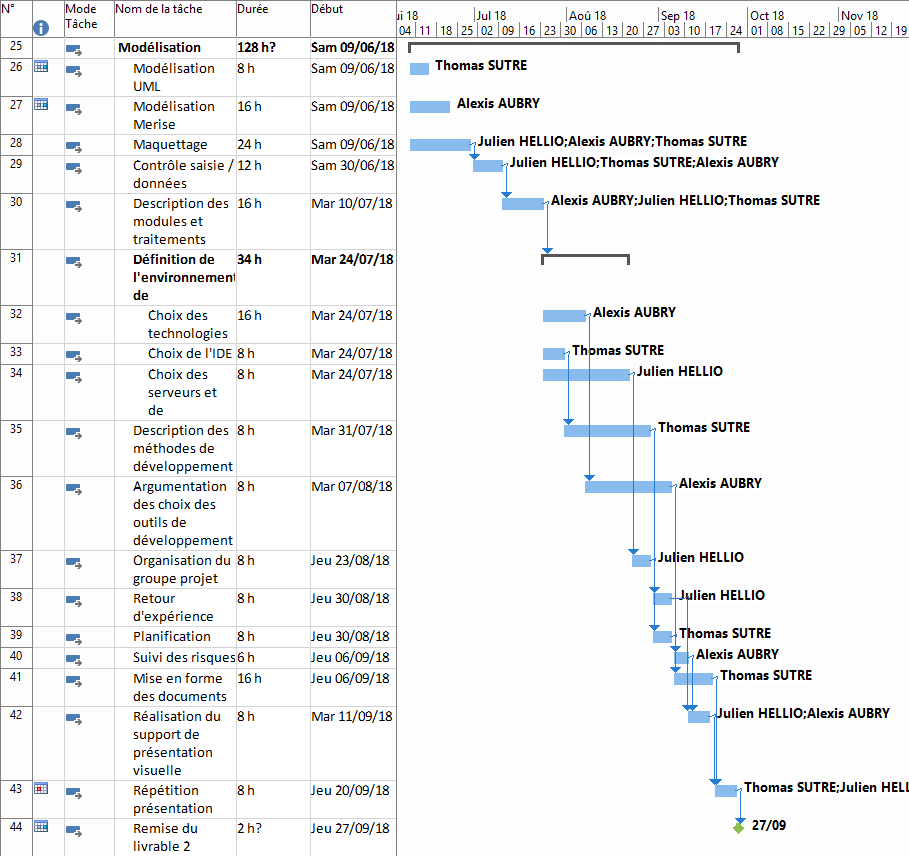 N° Mode Tâche Nom de la tâche Durée Début
ui 18 Jul 18 Aoû 18 Sep 18 Oct 18 Nov 18
04 11 18 25 02 09 16 23 30 06 13 20 27 03 10 17 24 01 08 15 22 29 05 12 19
25 Modélisation 128 h? Sam 09/06/18
26 Modélisation UML 8 h Sam 09/06/18 Thomas SUTRE
27 Modélisation Merise 16 h Sam 09/06/18 Alexis AUBRY
28 Maquettage 24 h Sam 09/06/18 Julien HELLIO;Alexis AUBRY;Thomas SUTRE
29 Contrôle saisie / données 12 h Sam 30/06/18 Julien HELLIO;Thomas SUTRE;Alexis AUBRY
30 Description des modules et traitements 16 h Mar 10/07/18 Alexis AUBRY;Julien HELLIO;Thomas SUTRE
31 Définition de l'environnement de 34 h Mar 24/07/18
32 Choix des technologies 16 h Mar 24/07/18 Alexis AUBRY
33 Choix de l'IDE 8 h Mar 24/07/18 Thomas SUTRE
34 Choix des serveurs et de 8 h Mar 24/07/18 Julien HELLIO
35 Description des méthodes de développement 8 h Mar 31/07/18 Thomas SUTRE
36 Argumentation des choix des outils de développement 8 h Mar 07/08/18 Alexis AUBRY
37 Organisation du groupe projet 8 h Jeu 23/08/18 Julien HELLIO
38 Retour d'expérience 8 h Jeu 30/08/18 Julien HELLIO
39 Planification 8 h Jeu 30/08/18 Thomas SUTRE
40 Suivi des risques 6 h Jeu 06/09/18 Alexis AUBRY
41 Mise en forme des documents 16 h Jeu 06/09/18 Thomas SUTRE
42 Réalisation du support de présentation visuelle 8 h Mar 11/09/18 Julien HELLIO;Alexis AUBRY
43 Répétition présentation 8 h Jeu 20/09/18 Thomas SUTRE;Julien HELL
44 Remise du livrable 2 2 h? Jeu 27/09/18 27/09